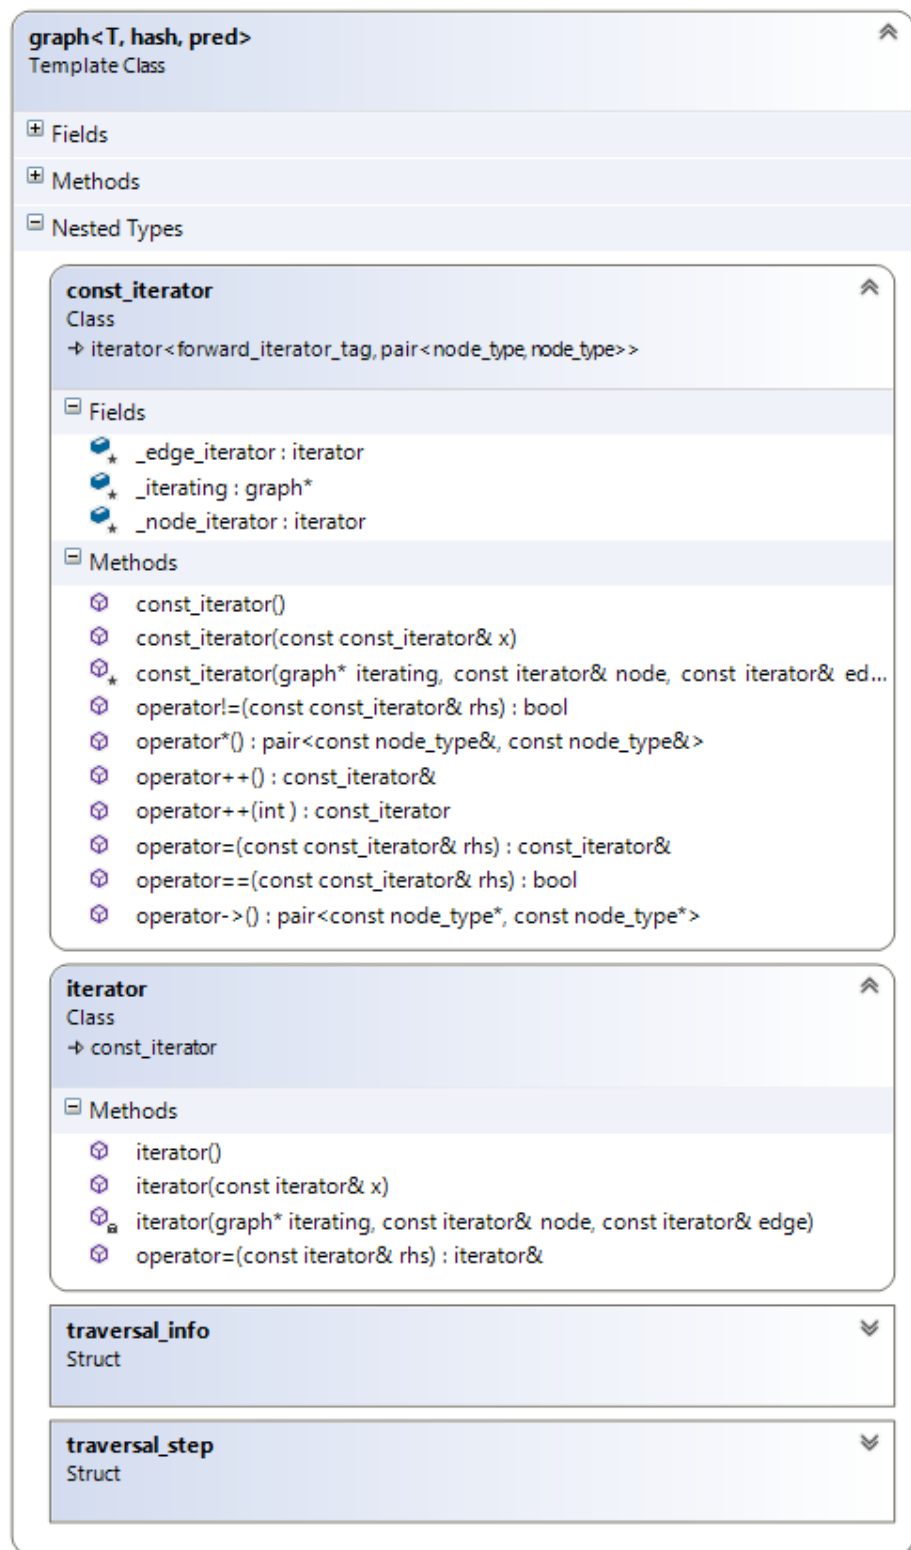 graph<T, hash, pred>
Template Class
Fields
Methods
Nested Types
const_iterator
Class
iterator<forward_iterator_tag, pair<node_type, node_type>>
Fields
_edge_iterator : iterator
_iterating : graph*
_node_iterator : iterator
Methods
const_iterator()
const_iterator(const const_iterator& x)
const_iterator(graph* iterating, const iterator& node, const iterator& ed...
operator!=(const const_iterator& rhs) : bool
operator*() : pair<const node_type&, const node_type&>
operator++() : const_iterator&
operator++(int ) : const_iterator
operator=(const const_iterator& rhs) : const_iterator&
operator==(const const_iterator& rhs) : bool
operator->() : pair<const node_type*, const node_type*>
iterator
Class
const_iterator
Methods
iterator()
iterator(const iterator& x)
iterator(graph* iterating, const iterator& node, const iterator& edge)
operator=(const iterator& rhs) : iterator&
traversal_info
Struct
traversal_step
Struct